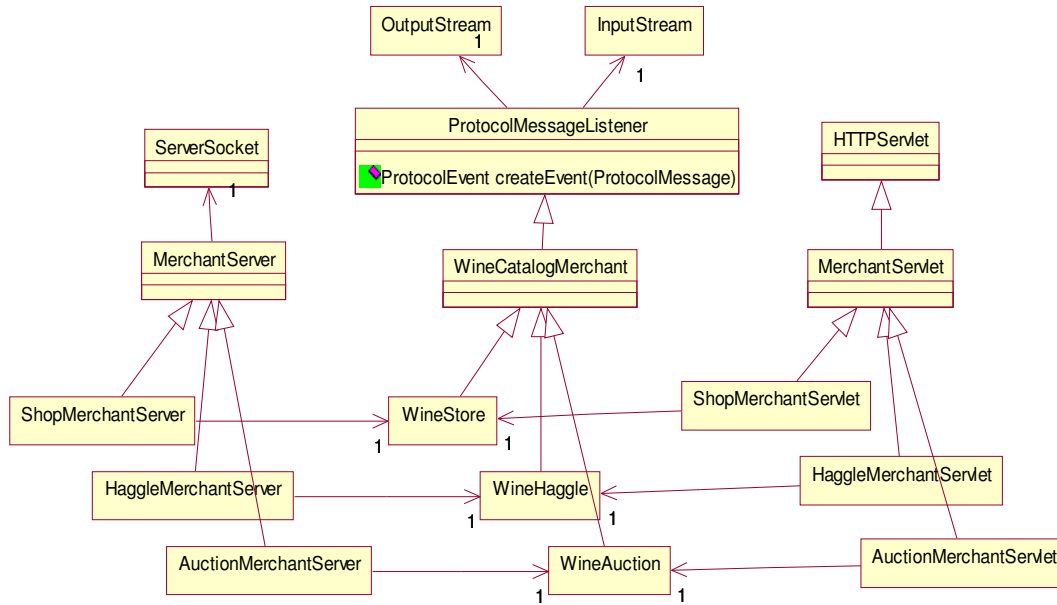 OutputStream
1
InputStream
1
ProtocolMessageListener
ProtocolEvent createEvent(ProtocolMessage)
ServerSocket
1
HTTPServlet
MerchantServer
WineCatalogMerchant
MerchantServlet
ShopMerchantServer
1
WineStore
1
ShopMerchantServlet
HaggleMerchantServer
1
WineHaggle
1
HaggleMerchantServlet
AuctionMerchantServer
1
WineAuction
1
AuctionMerchantServlet